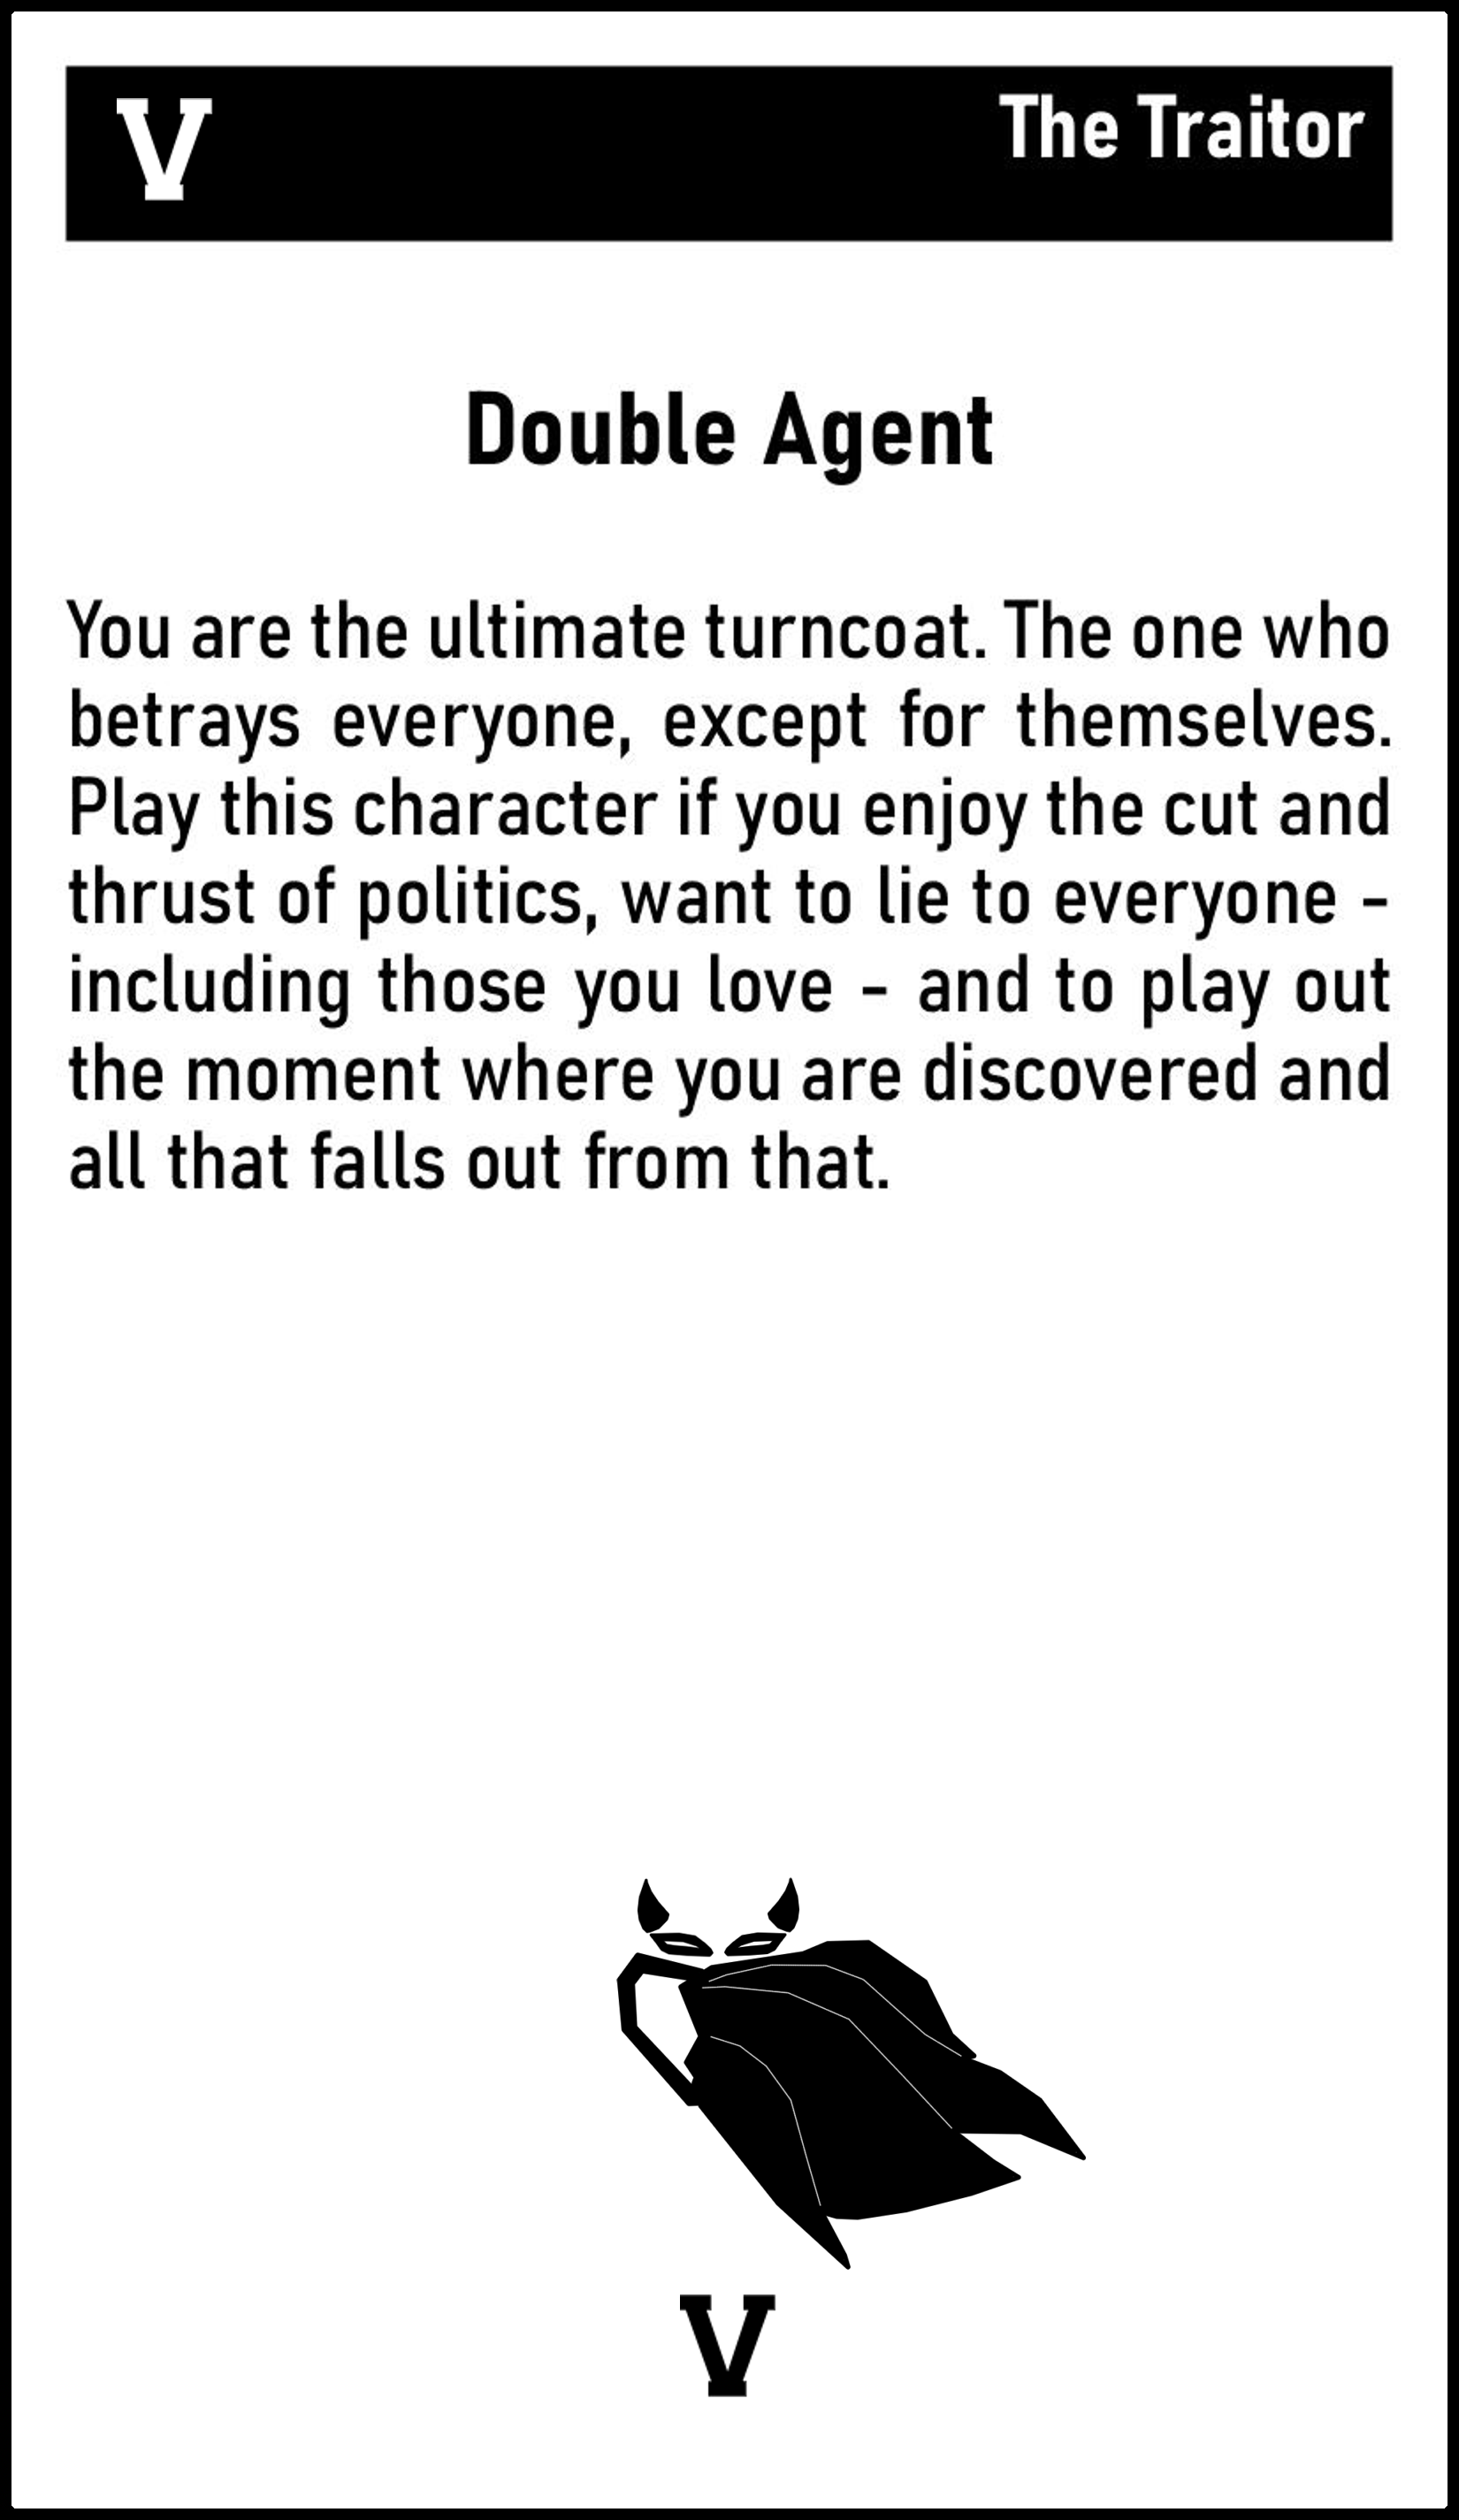 V
The Traitor
Double Agent
You are the ultimate turncoat. The one who
betrays everyone, except for themselves.
Play this character if you enjoy the cut and
thrust of politics, want to lie to everyone -
including those you love - and to play out
the moment where you are discovered and
all that falls out from that.
V